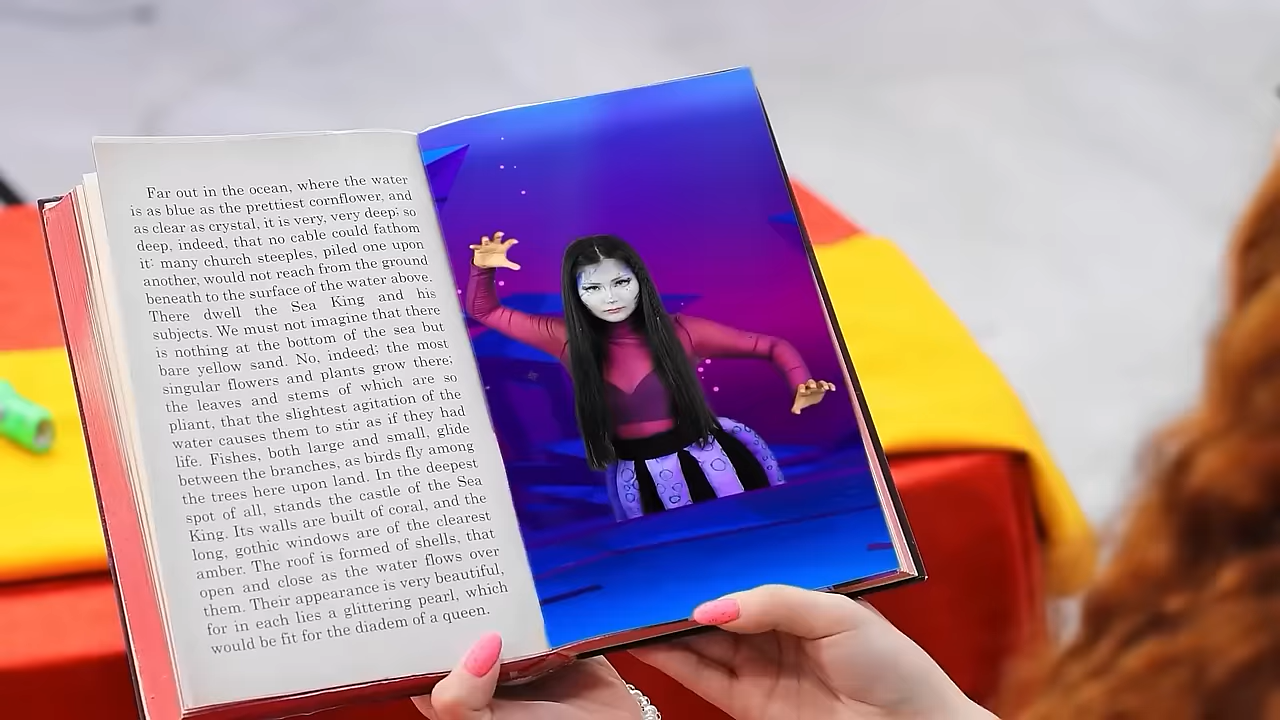 Far out in the ocean, where the water
is as blue as the prettiest cornflower, and
as clear as crystal, it is very, very deep; so
deep, indeed, that no cable could fathom
it: many church steeples, piled one upon
another, would not reach from the ground
beneath to the surface of the water above.
There dwell the Sea King and his
subjects. We must not imagine that there
is nothing at the bottom of the sea but
bare yellow sand. No, indeed; the most
singular flowers and plants grow there;
the leaves and stems of which are so
pliant, that the slightest agitation of the
water causes them to stir as if they had
life. Fishes, both large and small, glide
between the branches, as birds fly among
the trees here upon land. In the deepest
spot of all, stands the castle of the Sea
King. Its walls are built of coral, and the
long, gothic windows are of the clearest
amber. The roof is formed of shells, that
open and close as the water flows over
them. Their appearance is very beautiful,
for in each lies a glittering pearl, which
would be fit for the diadem of a queen.